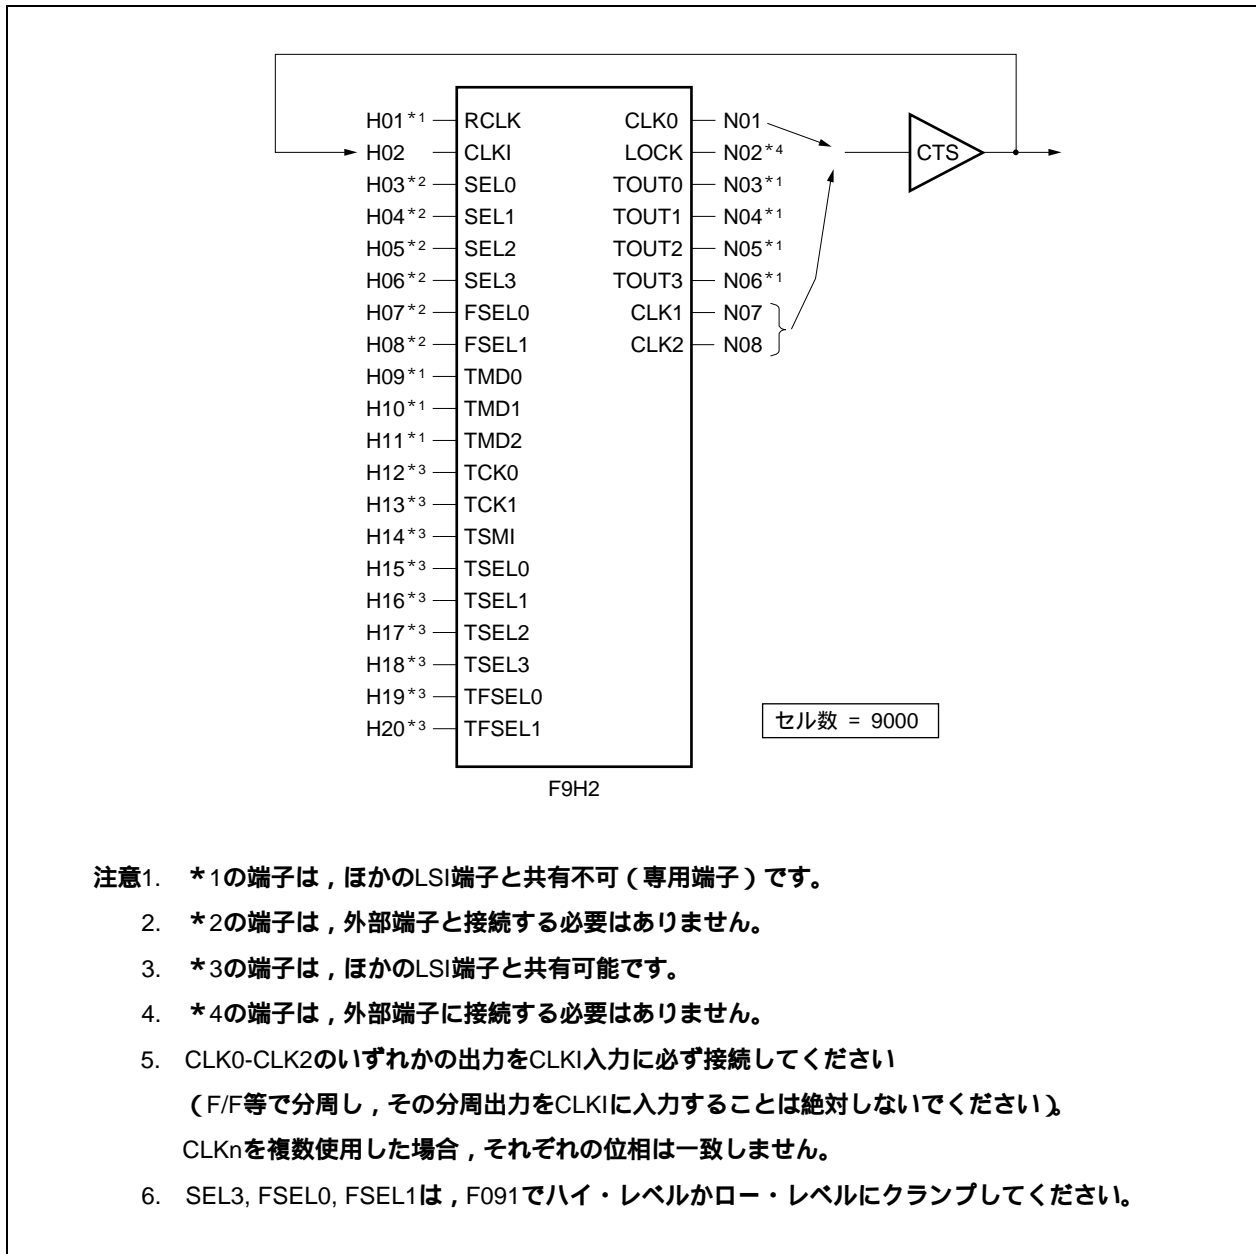 H01*1 RCLK CLK0 N01
H02 CLKI LOCK N02*4 CTS
H03*2 SEL0 TOUT0 N03*1
H04*2 SEL1 TOUT1 N04*1
H05*2 SEL2 TOUT2 N05*1
H06*2 SEL3 TOUT3 N06*1
H07*2 FSEL0 CLK1 N07
H08*2 FSEL1 CLK2 N08
H09*1 TMD0
H10*1 TMD1
H11*1 TMD2
H12*3 TCK0
H13*3 TCK1
H14*3 TSMI
H15*3 TSEL0
H16*3 TSEL1
H17*3 TSEL2
H18*3 TSEL3
H19*3 TFSEL0
H20*3 TFSEL1
セル数 = 9000
F9H2
注意1. *1の端子は，ほかのLSI端子と共有不可（専用端子）です。
2. *2の端子は，外部端子と接続する必要はありません。
3. *3の端子は，ほかのLSI端子と共有可能です。
4. *4の端子は，外部端子に接続する必要はありません。
5. CLK0-CLK2のいずれかの出力をCLKI入力に必ず接続してください
（F/F等で分周し，その分周出力をCLKIに入力することは絶対しないでください）。
CLKnを複数使用した場合，それぞれの位相は一致しません。
6. SEL3, FSEL0, FSEL1は，F091でハイ・レベルかロー・レベルにクランプしてください。